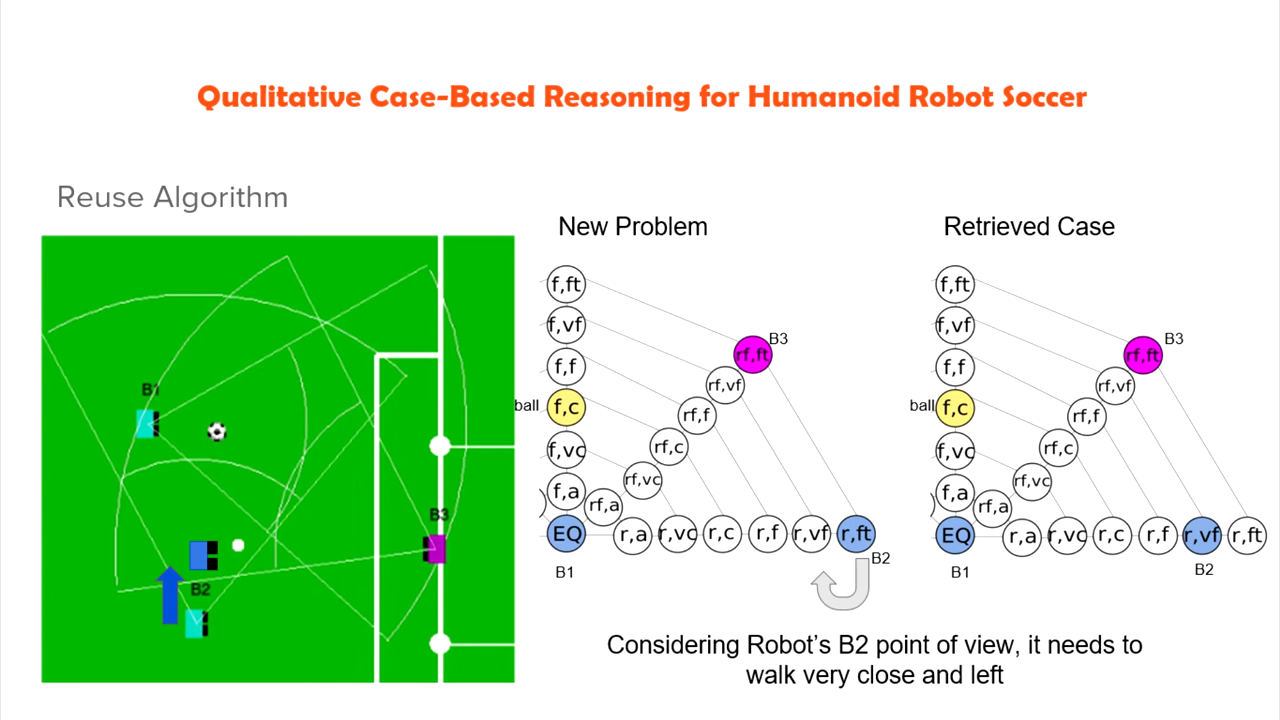 Qualitative Case-Based Reasoning for Humanoid Robot Soccer
Reuse Algorithm
B1
B3
B2
New Problem
f,ft
f,vf
f,f
ball
f,c
f,vc
f,a
EQ
B1
rf,ft
B3
rf,vf
rf,f
rf,c
rf,vc
rf,a
r,a
r,vc
r,c
r,f
r,vf
r,ft
B2
Retrieved Case
f,ft
f,vf
f,f
ball
f,c
f,vc
f,a
EQ
B1
rf,ft
B3
rf,vf
rf,f
rf,c
rf,vc
rf,a
r,a
r,vc
r,c
r,f
r,vf
r,ft
B2
Considering Robot’s B2 point of view, it needs to
walk very close and left